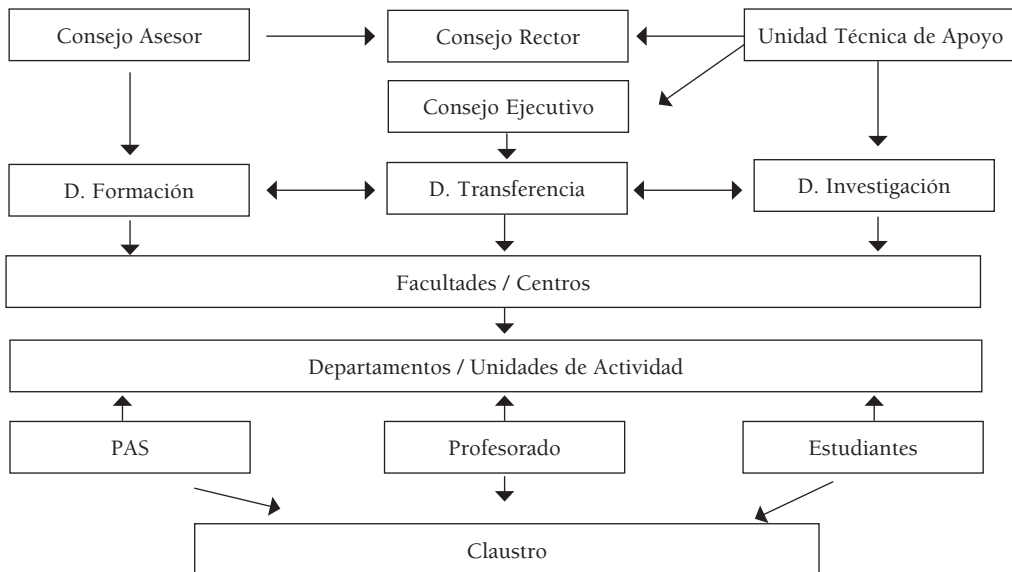 Consejo Asesor
Consejo Rector
Unidad Técnica de Apoyo
Consejo Ejecutivo
D. Formación
D. Transferencia
D. Investigación
Facultades / Centros
Departamentos / Unidades de Actividad
PAS
Profesorado
Estudiantes
Claustro